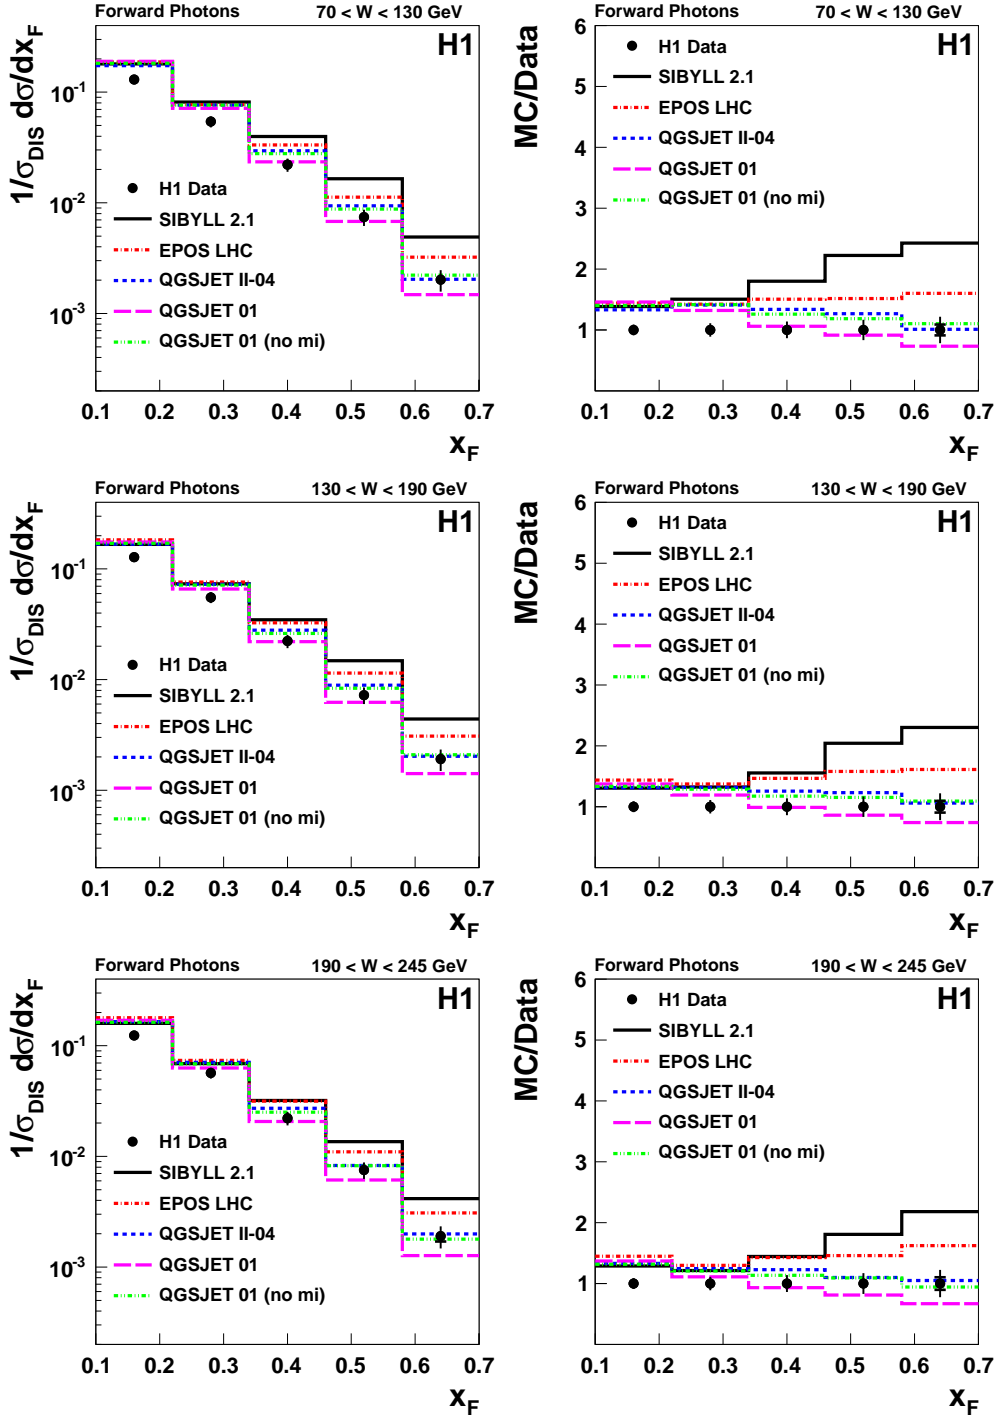 Forward Photons 70 < W < 130 GeV
H1
1/σDIS dσ/dxF
10-1
10-2
10-3
H1 Data
SIBYLL 2.1
EPOS LHC
QGSJET II-04
QGSJET 01
QGSJET 01 (no mi)
0.1 0.2 0.3 0.4 0.5 0.6 0.7
xF
Forward Photons 70 < W < 130 GeV
H1
MC/Data
6
5
4
3
2
1
H1 Data
SIBYLL 2.1
EPOS LHC
QGSJET II-04
QGSJET 01
QGSJET 01 (no mi)
0.1 0.2 0.3 0.4 0.5 0.6 0.7
xF
Forward Photons 130 < W < 190 GeV
H1
1/σDIS dσ/dxF
10-1
10-2
10-3
H1 Data
SIBYLL 2.1
EPOS LHC
QGSJET II-04
QGSJET 01
QGSJET 01 (no mi)
0.1 0.2 0.3 0.4 0.5 0.6 0.7
xF
Forward Photons 130 < W < 190 GeV
H1
MC/Data
6
5
4
3
2
1
H1 Data
SIBYLL 2.1
EPOS LHC
QGSJET II-04
QGSJET 01
QGSJET 01 (no mi)
0.1 0.2 0.3 0.4 0.5 0.6 0.7
xF
Forward Photons 190 < W < 245 GeV
H1
1/σDIS dσ/dxF
10-1
10-2
10-3
H1 Data
SIBYLL 2.1
EPOS LHC
QGSJET II-04
QGSJET 01
QGSJET 01 (no mi)
0.1 0.2 0.3 0.4 0.5 0.6 0.7
xF
Forward Photons 190 < W < 245 GeV
H1
MC/Data
6
5
4
3
2
1
H1 Data
SIBYLL 2.1
EPOS LHC
QGSJET II-04
QGSJET 01
QGSJET 01 (no mi)
0.1 0.2 0.3 0.4 0.5 0.6 0.7
xF